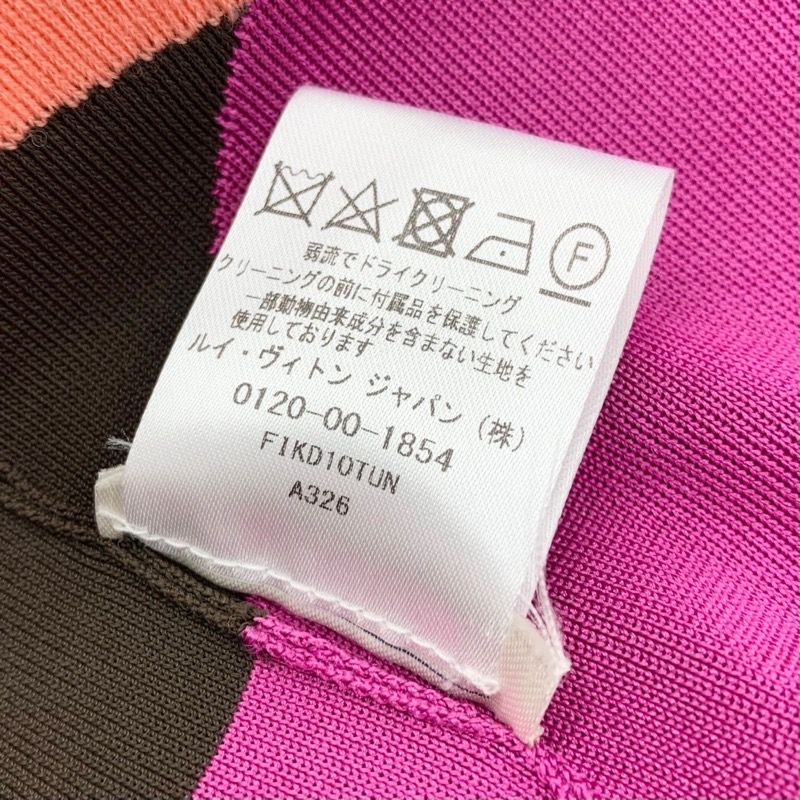 F
弱流でドライクリーニング
クリーニングの前に付属品を保護してください
一部動物由来成分を含まない生地を
使用しております
ルイ・ヴィトン ジャパン (株)
0120-00-1854
FIKD10TUN
A326